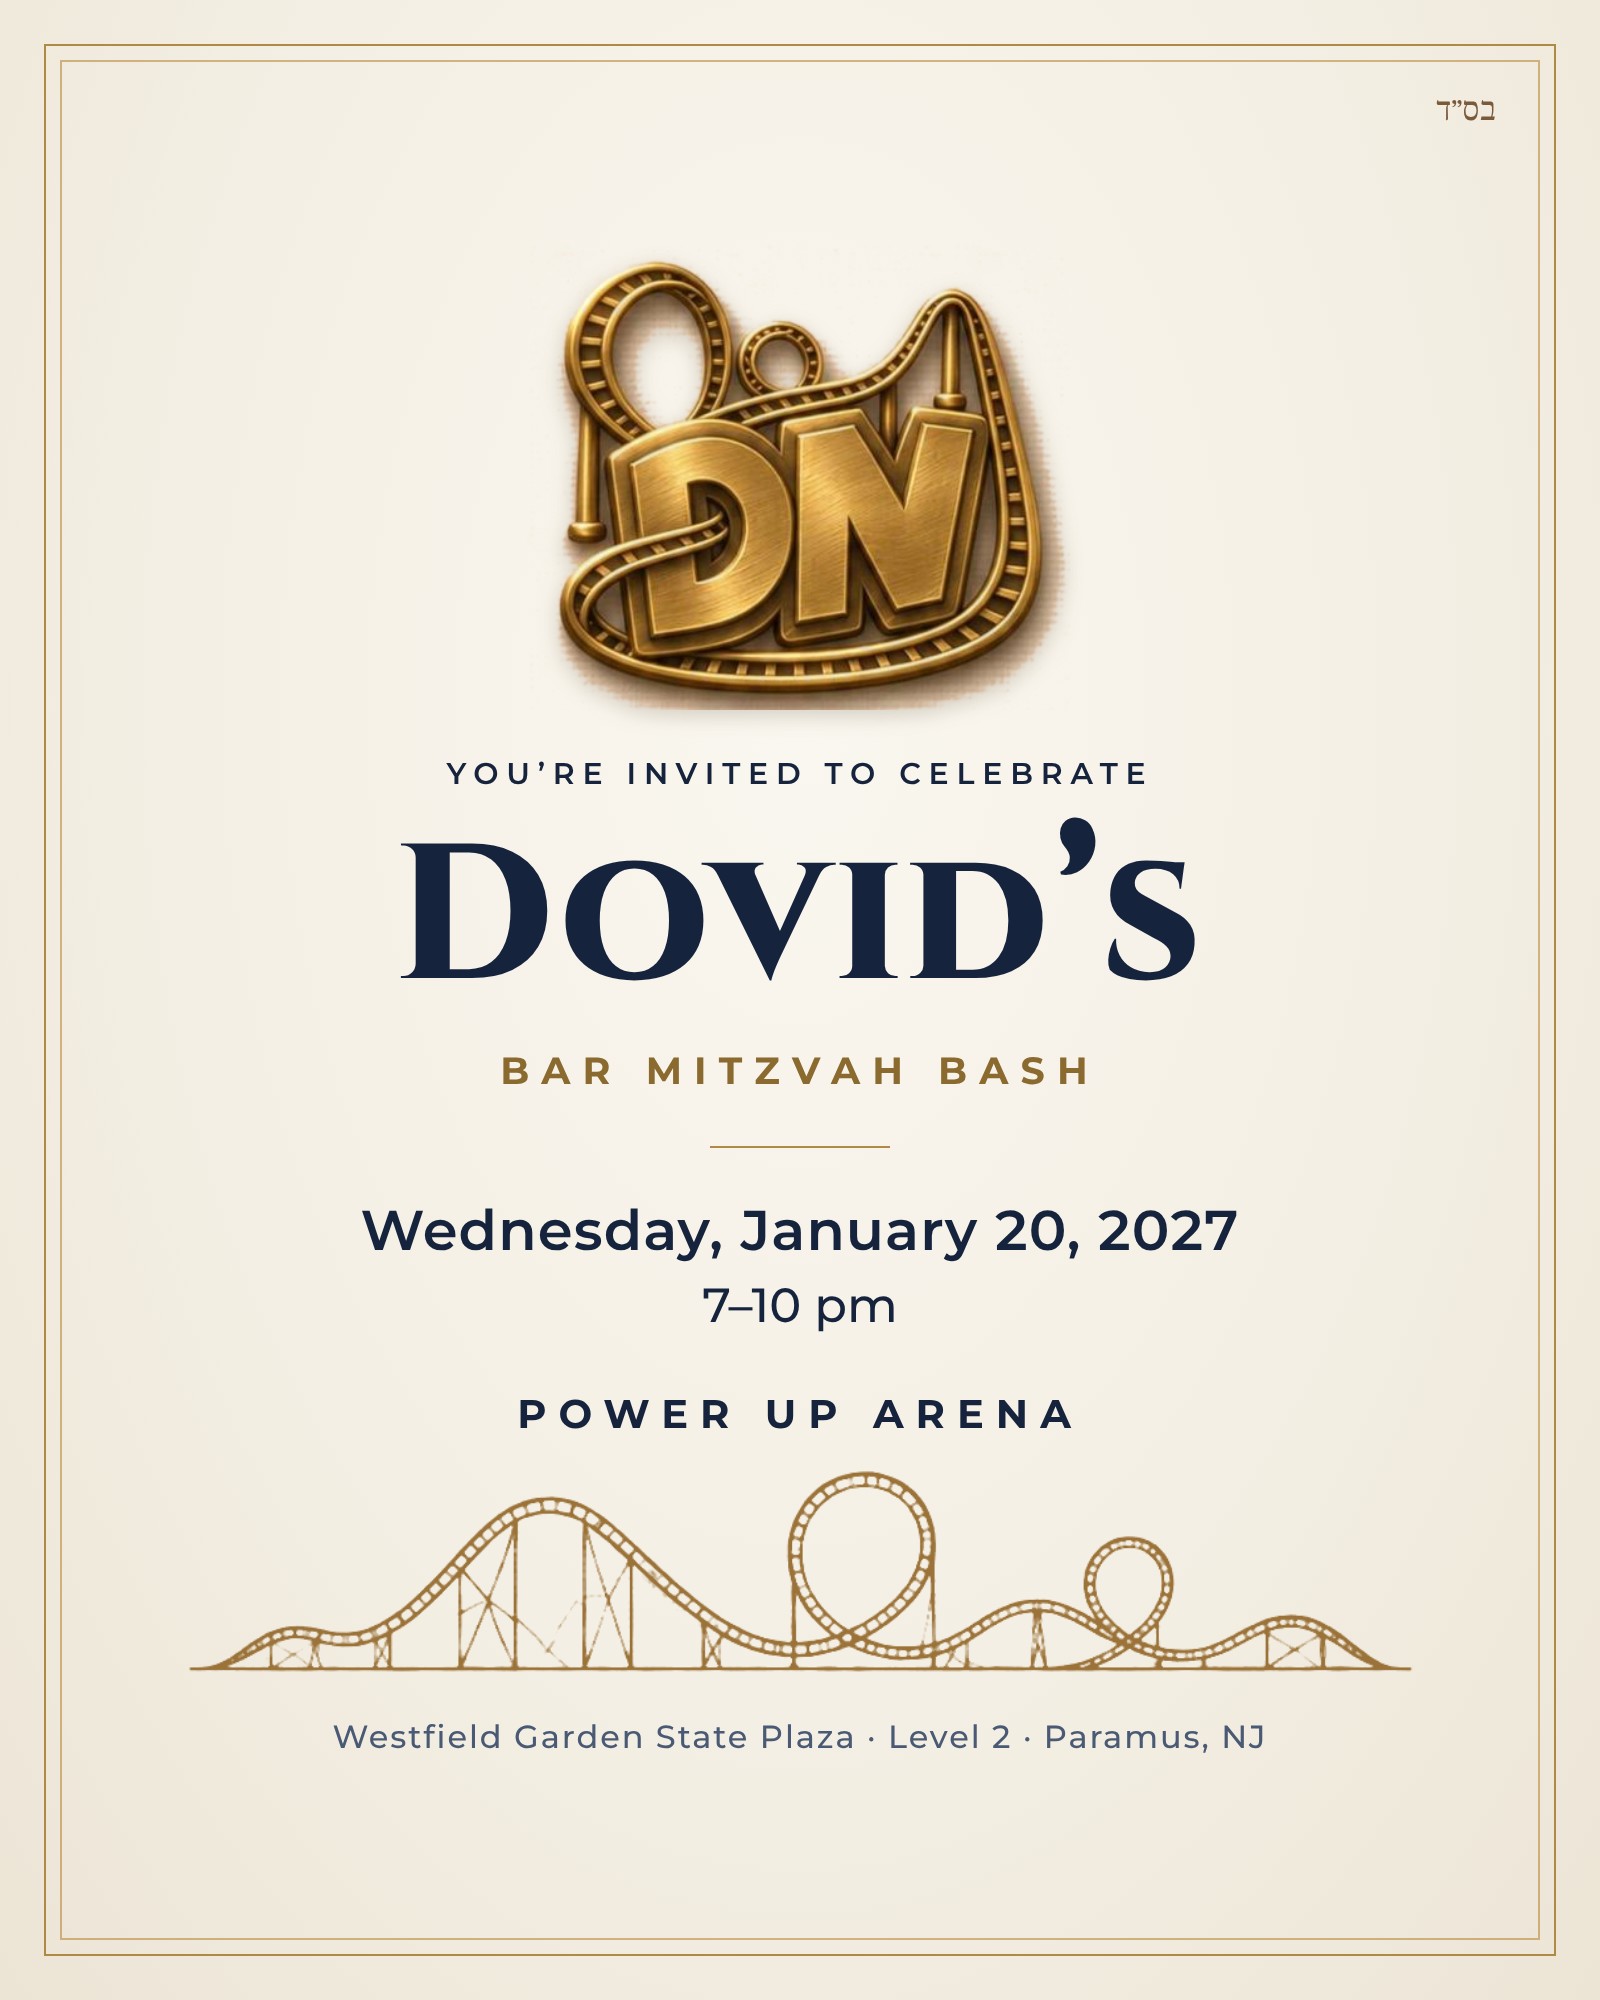 בס״ד
DN
YOU’RE INVITED TO CELEBRATE
DOVID’S
BAR MITZVAH BASH
Wednesday, January 20, 2027
7–10 pm
POWER UP ARENA
Westfield Garden State Plaza · Level 2 · Paramus, NJ